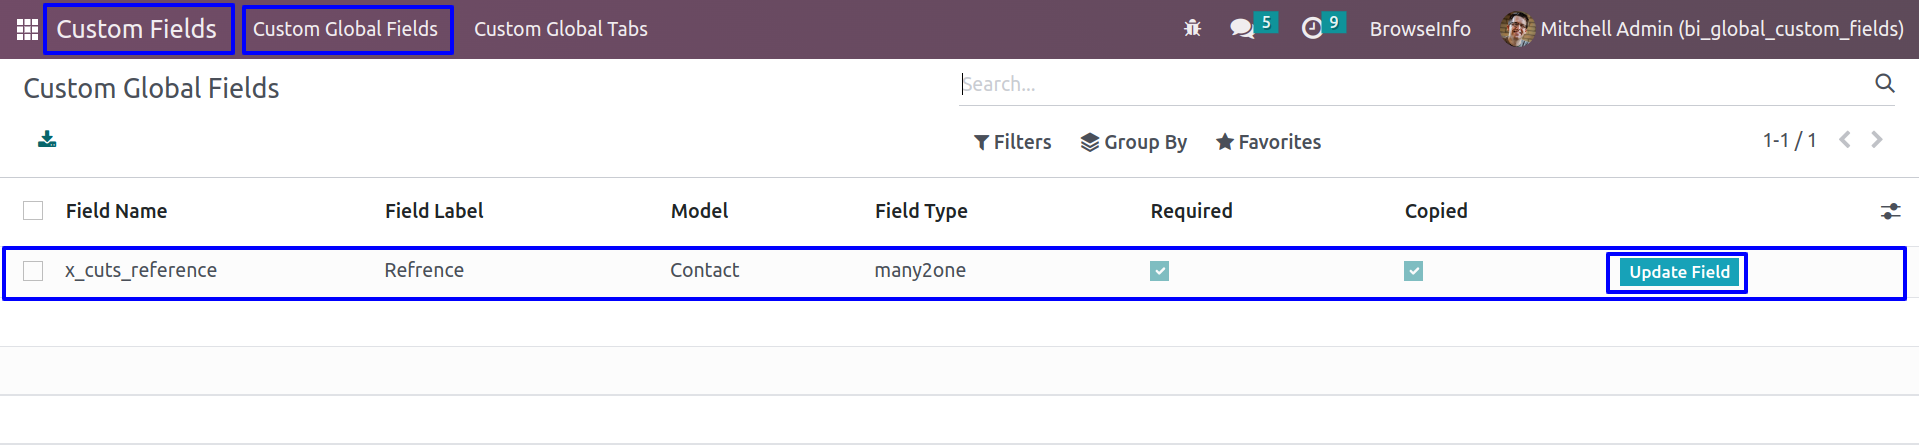 Custom Fields Custom Global Fields Custom Global Tabs 5 9 BrowseInfo Mitchell Admin (bi_global_custom_fields)
Custom Global Fields Search...
Filters Group By Favorites 1-1 / 1
Field Name Field Label Model Field Type Required Copied
x_cuts_reference Refrence Contact many2one Update Field